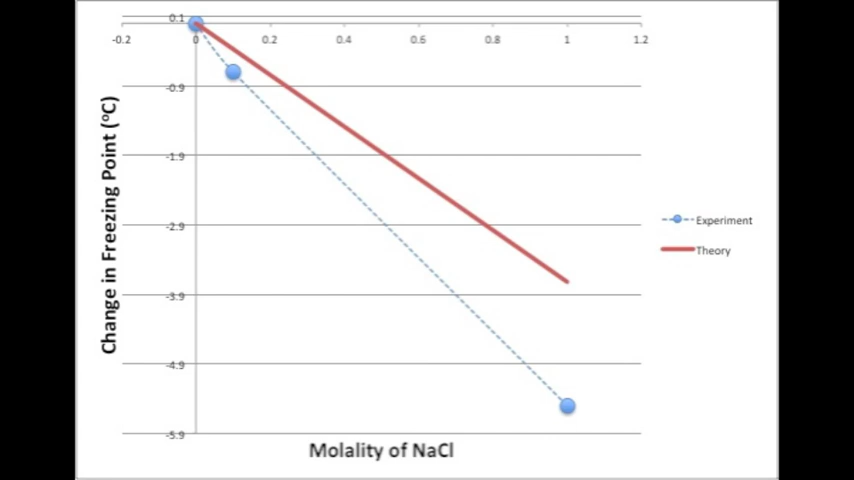 0.1
-0.2 0 0.2 0.4 0.6 0.8 1 1.2
-0.9
-1.9
-2.9
-3.9
-4.9
-5.9
Change in Freezing Point (°C)
Molality of NaCl
Experiment
Theory